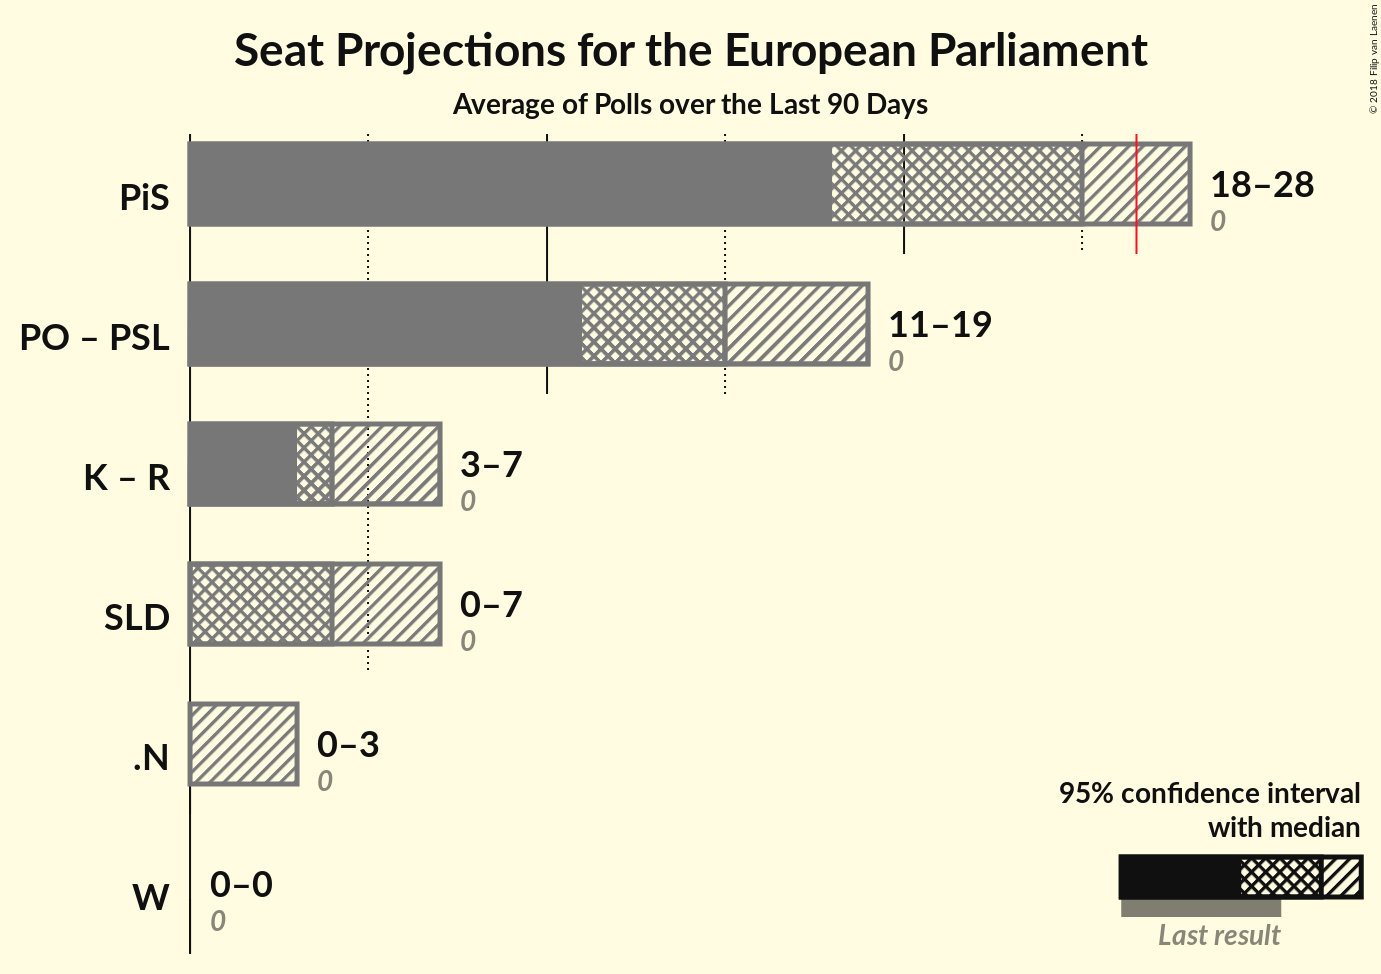 Seat Projections for the European Parliament
Average of Polls over the Last 90 Days
© 2018 Filip van Laenen
PiS
18–28
0
PO – PSL
11–19
0
K – R
3–7
0
SLD
0–7
0
.N
0–3
0
W
0–0
0
95% confidence interval
with median
Last result